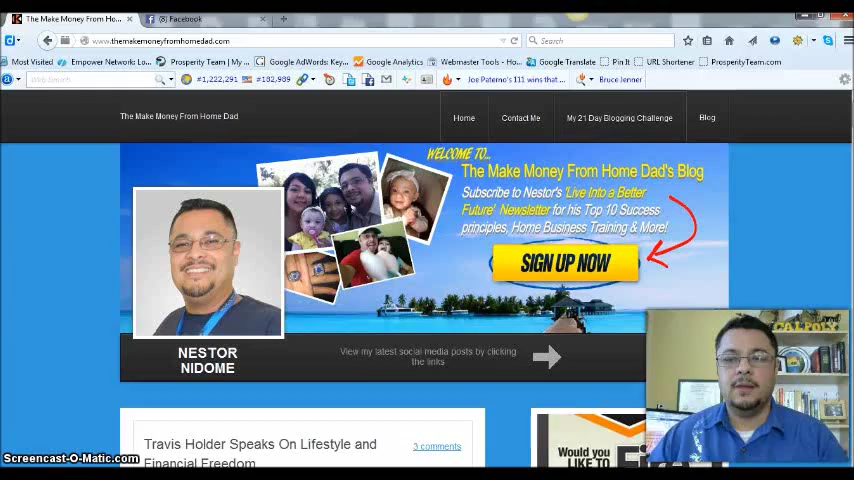 The Make Money From Home Dad's...
Facebook
www.themakemoneyfromhomedad.com
Search
Most Visited
Empower Network Lo...
Prosperity Team | My ...
Google AdWords: Key...
Google Analytics
Webmaster Tools - Ho...
Google Translate
Pin It
URL Shortener
ProsperityTeam.com
Web Search
#1,222,291
#182,989
Joe Paterno's 111 wins that ...
Bruce Jenner
The Make Money From Home Dad
Home
Contact Me
My 21 Day Blogging Challenge
Blog
WELCOME TO...
The Make Money From Home Dad's Blog
Subscribe to Nestor's 'Live Into a Better
Future' Newsletter for his Top 10 Success
principles, Home Business Training & More!
SIGN UP NOW
NESTOR
NIDOME
View my latest social media posts by clicking
the links
CAL POLY
Travis Holder Speaks On Lifestyle and
Financial Freedom
3 comments
Would you
LIKE TO
Screencast-O-Matic.com